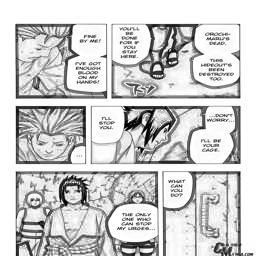 FINE BY ME!
I'VE GOT
ENOUGH
BLOOD ON
MY HANDS!
YOU'LL
BE DONE
FOR IF
YOU STAY
HERE.
OROCHI-
MARU'S
DEAD.
THIS
HIDEOUT'S
BEEN
DESTROYED
TOO.
...
I'LL
STOP
YOU.
...DON'T
WORRY...
I'LL BE
YOUR
CAGE.
THE ONLY
ONE WHO
CAN STOP
MY URGES...
WHAT
CAN YOU
DO?